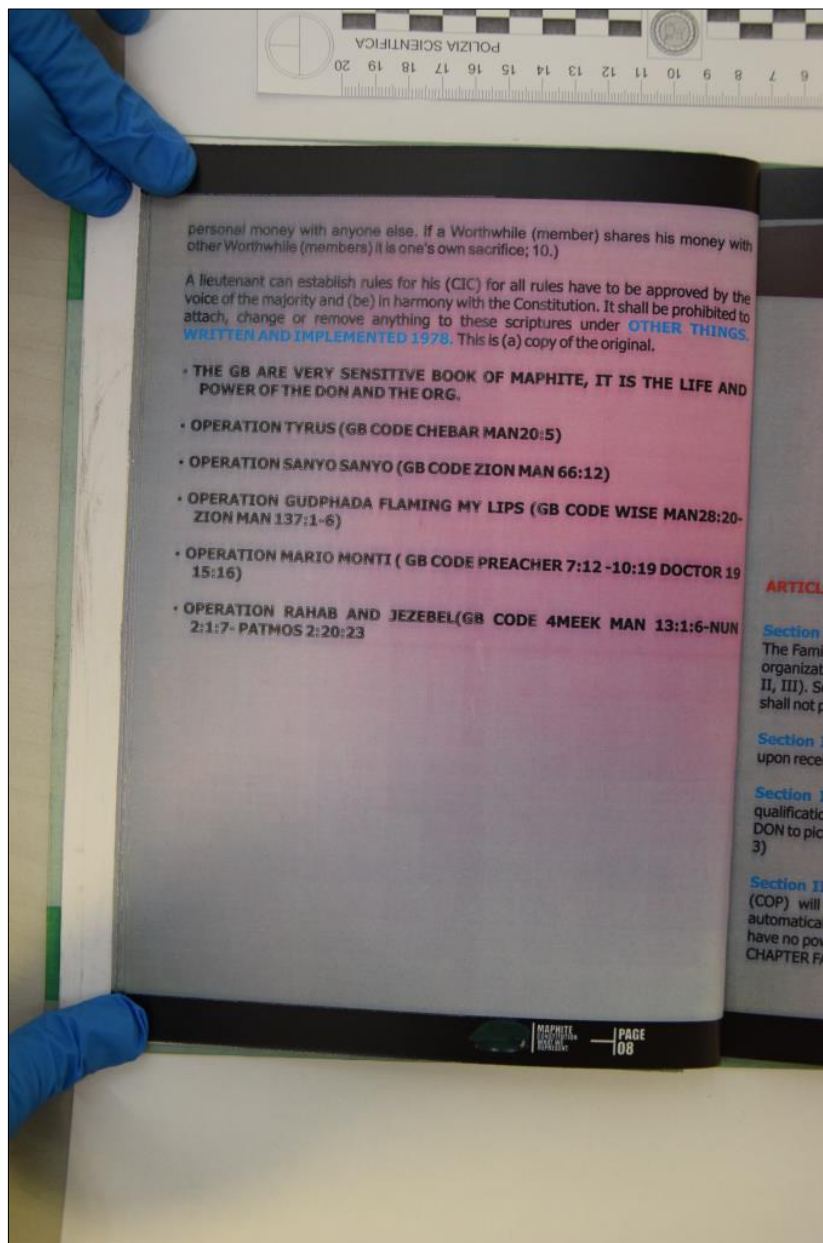 POLIZIA SCIENTIFICA
20 19 18 17 16 15 14 13 12 11 10 9 8 7 6
personal money with anyone else. If a Worthwhile (member) shares his money with
other Worthwhile (members) it is one's own sacrifice; 10.)
A lieutenant can establish rules for his (CIC) for all rules have to be approved by the
voice of the majority and (be) in harmony with the Constitution. It shall be prohibited to
attach, change or remove anything to these scriptures under OTHER THINGS.
WRITTEN AND IMPLEMENTED 1978. This is (a) copy of the original.
• THE GB ARE VERY SENSITIVE BOOK OF MAPHITE, IT IS THE LIFE AND
POWER OF THE DON AND THE ORG.
• OPERATION TYRUS (GB CODE CHEBAR MAN20:5)
• OPERATION SANYO SANYO (GB CODE ZION MAN 66:12)
• OPERATION GUDPHADA FLAMING MY LIPS (GB CODE WISE MAN28:20-
ZION MAN 137:1-6)
• OPERATION MARIO MONTI ( GB CODE PREACHER 7:12 -10:19 DOCTOR 19
15:16)
• OPERATION RAHAB AND JEZEBEL(GB CODE 4MEEK MAN 13:1:6-NUN
2:1:7- PATMOS 2:20:23
MAPHITE
CONSTITUTION
WHAT WE
REPRESENT
PAGE
08
ARTICL
Section
The Fami
organizat
II, III). S
shall not p
Section I
upon rece
Section I
qualificatio
DON to pic
3)
Section II
(COP) will
automatical
have no pow
CHAPTER FA